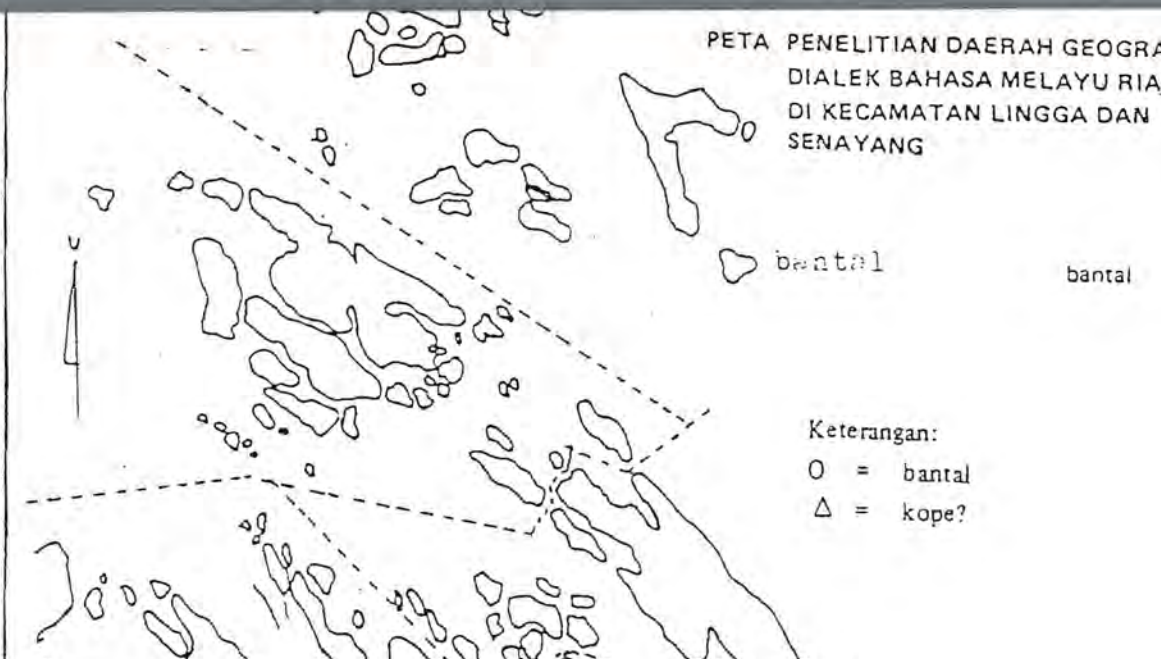 PETA PENELITIAN DAERAH GEOGRA
DIALEK BAHASA MELAYU RIA
DI KECAMATAN LINGGA DAN
SENAYANG
bantal bantal
U
Keterangan:
O = bantal
Δ = kope?